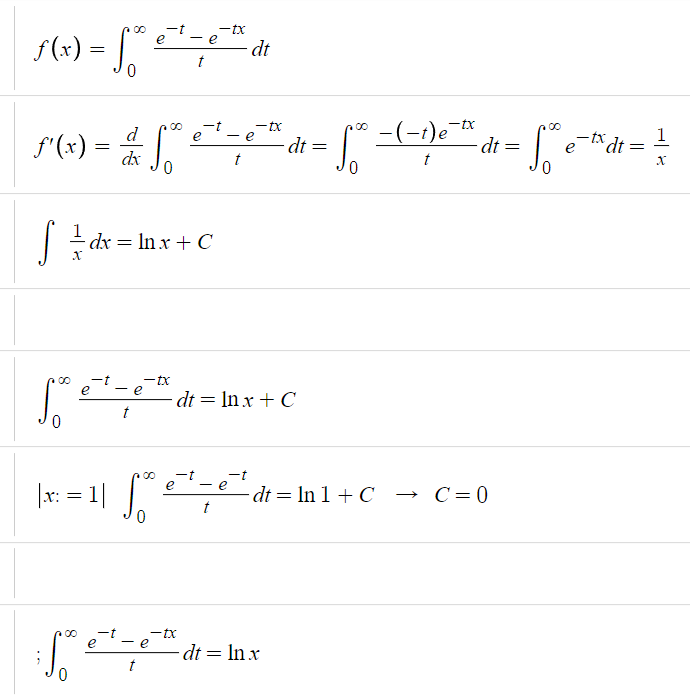 f(x) = ∫₀^∞ (e^{-t} − e^{-tx})/t dt
f'(x) = d/dx ∫₀^∞ (e^{-t} − e^{-tx})/t dt = ∫₀^∞ (−(−t)e^{-tx})/t dt = ∫₀^∞ e^{-tx} dt = 1/x
∫ 1/x dx = ln x + C
∫₀^∞ (e^{-t} − e^{-tx})/t dt = ln x + C
|x: = 1| ∫₀^∞ (e^{-t} − e^{-t})/t dt = ln 1 + C → C = 0
; ∫₀^∞ (e^{-t} − e^{-tx})/t dt = ln x